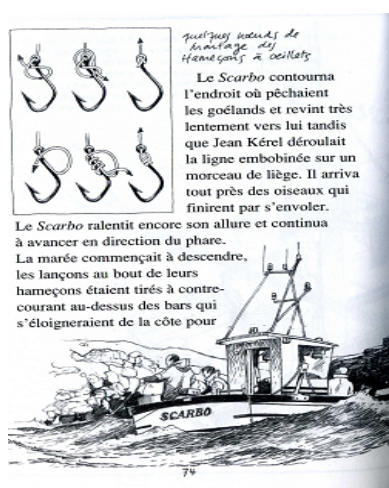 quelques nœuds de
montage des
Hameçons à oeillets
Le Scarbo contourna
l'endroit où pêchaient
les goélands et revint très
lentement vers lui tandis
que Jean Kérel déroulait
la ligne embobinée sur un
morceau de liège. Il arriva
tout près des oiseaux qui
finirent par s'envoler.
Le Scarbo ralentit encore son allure et continua
à avancer en direction du phare.
La marée commençait à descendre,
les lançons au bout de leurs
hameçons étaient tirés à contre-
courant au-dessus des bars qui
s'éloigneraient de la côte pour
SCARBO
74